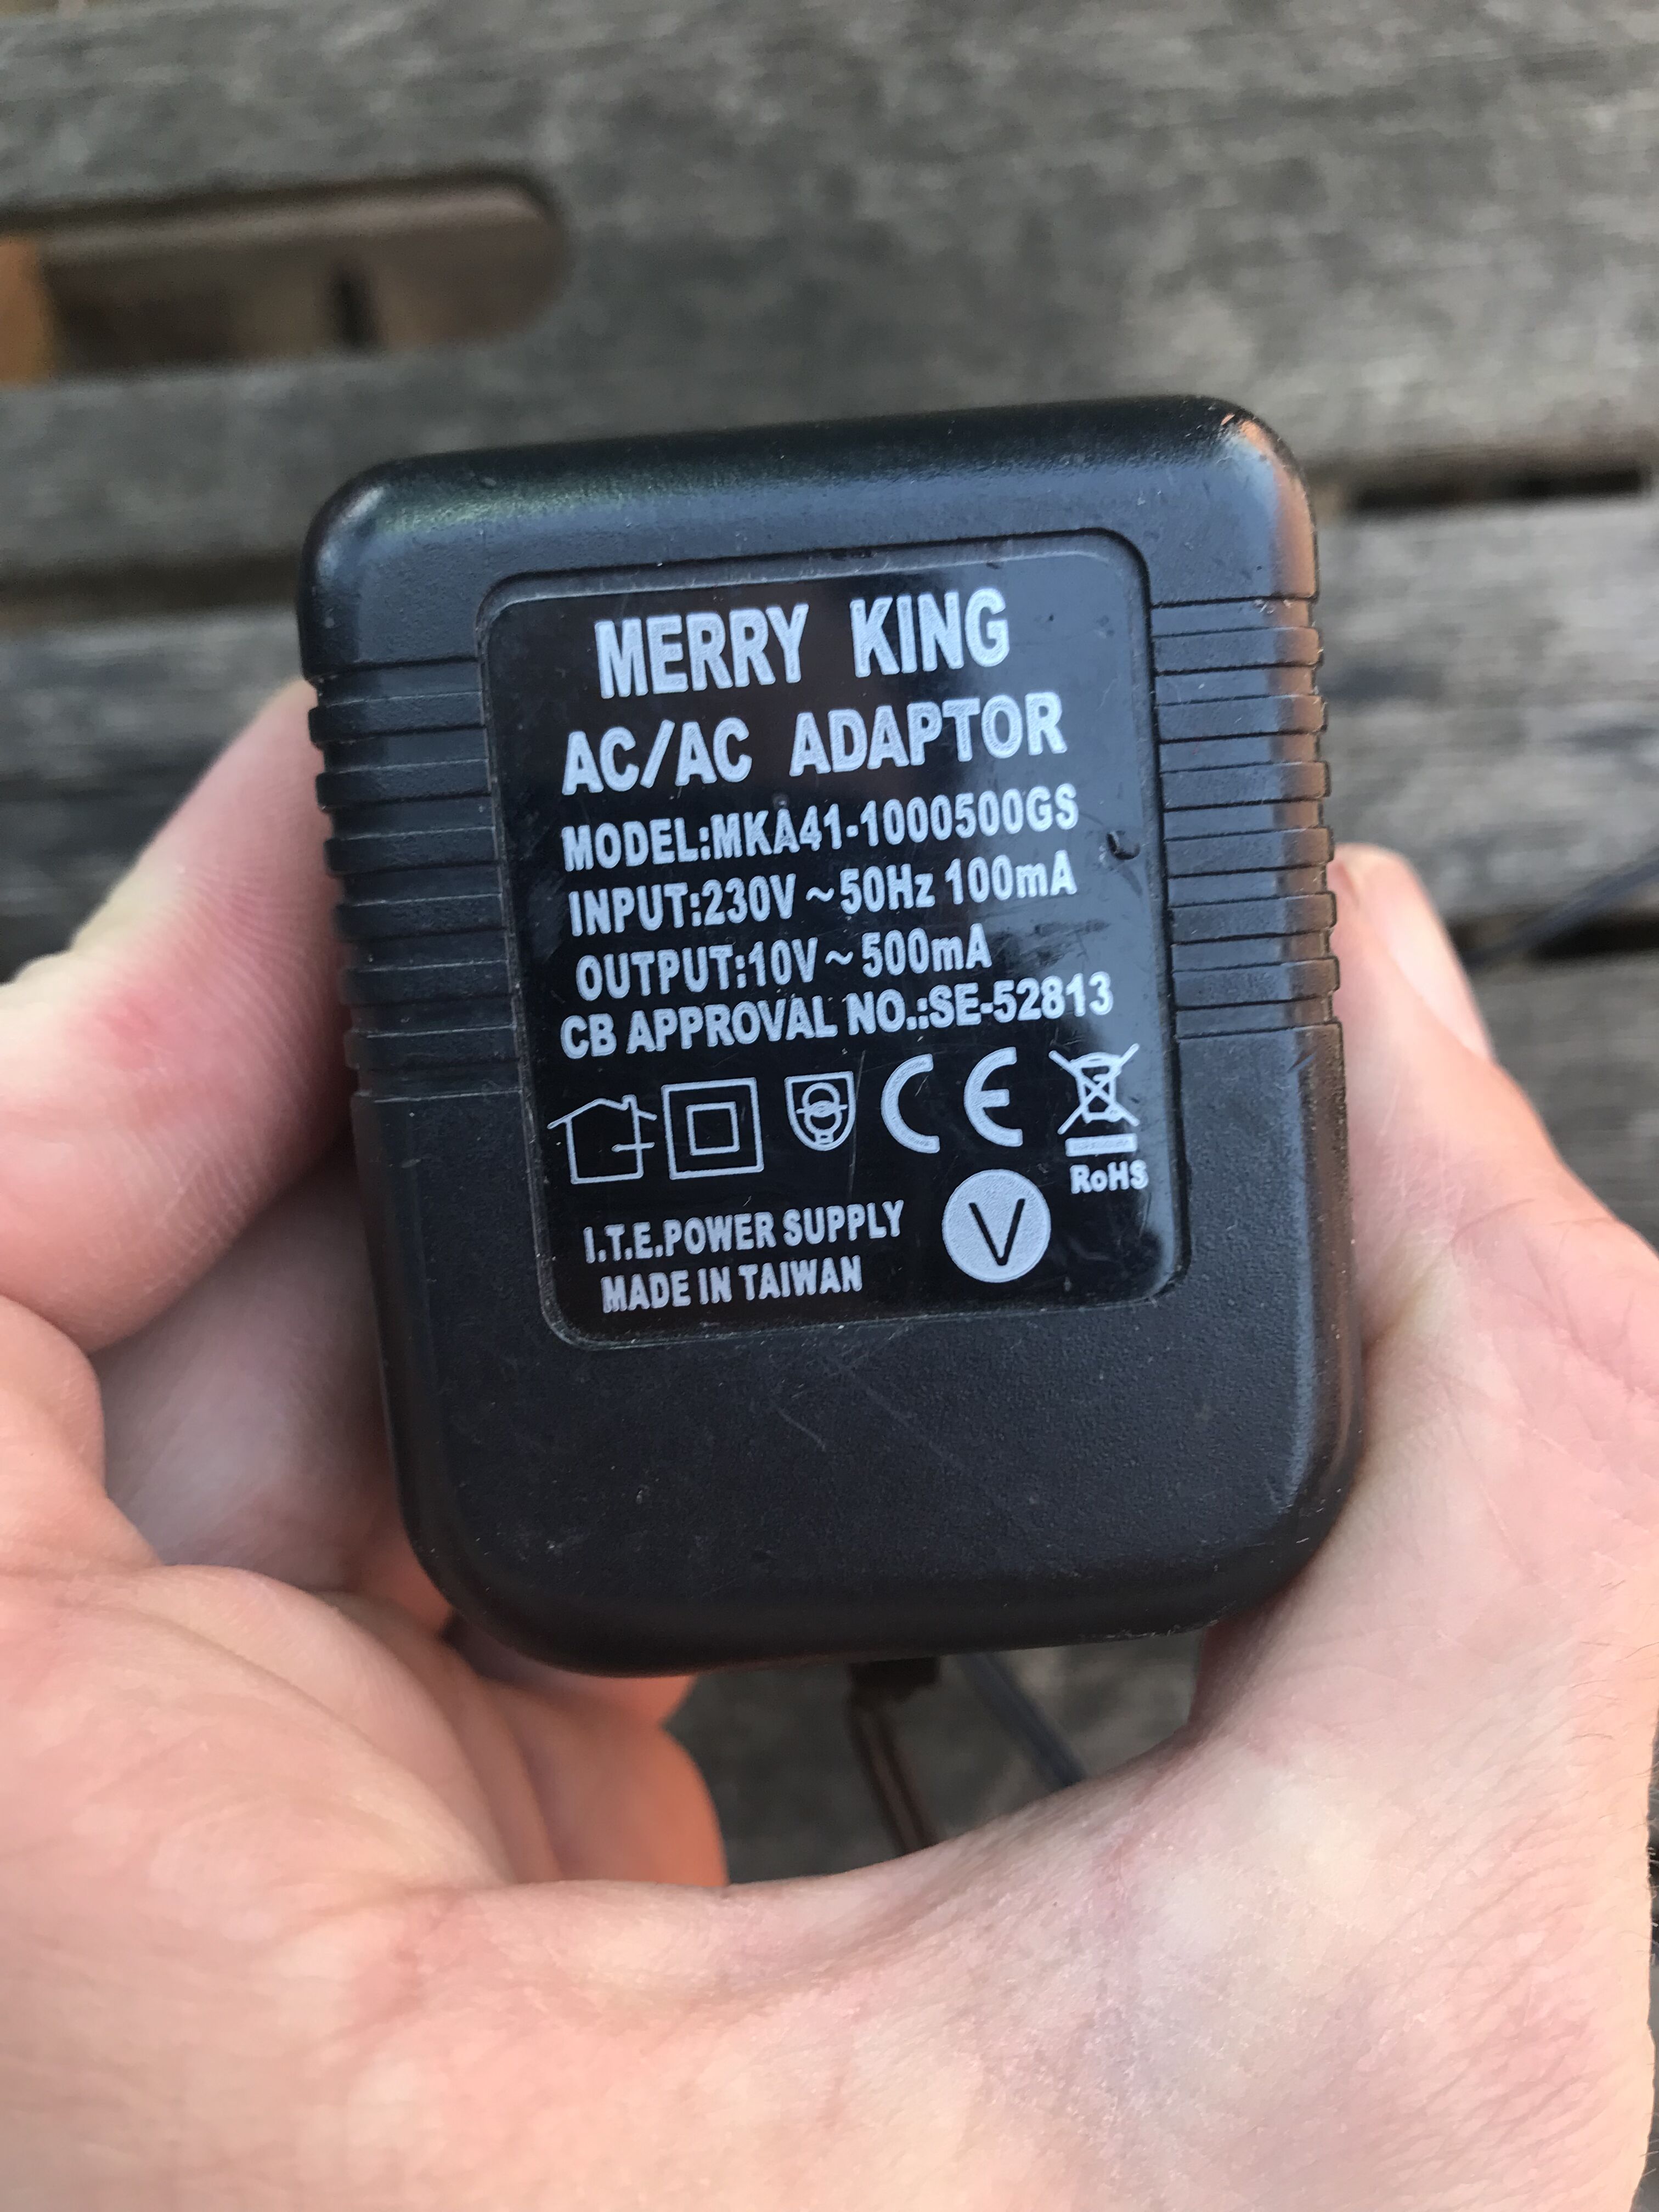 MERRY KING
AC/AC ADAPTOR
MODEL:MKA41-1000500GS
INPUT:230V ~ 50Hz 100mA
OUTPUT:10V ~ 500mA
CB APPROVAL NO.:SE-52813
CE
RoHS
I.T.E.POWER SUPPLY
V
MADE IN TAIWAN